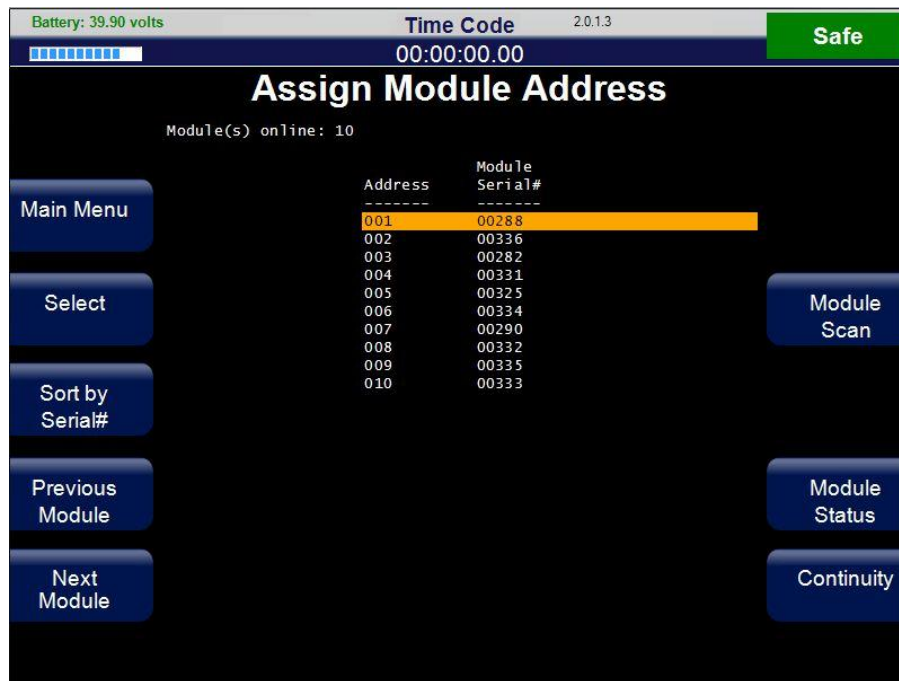 Battery: 39.90 volts
Time Code
2.0.1.3
Safe
00:00:00.00
Assign Module Address
Module(s) online: 10
Module
Address Serial#
------- -------
001 00288
002 00336
003 00282
004 00331
005 00325
006 00334
007 00290
008 00332
009 00335
010 00333
Main Menu
Select
Sort by
Serial#
Previous
Module
Next
Module
Module
Scan
Module
Status
Continuity